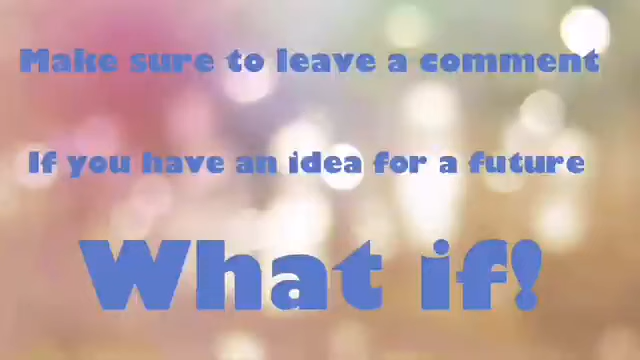 Make sure to leave a comment
If you have an idea for a future
What if!